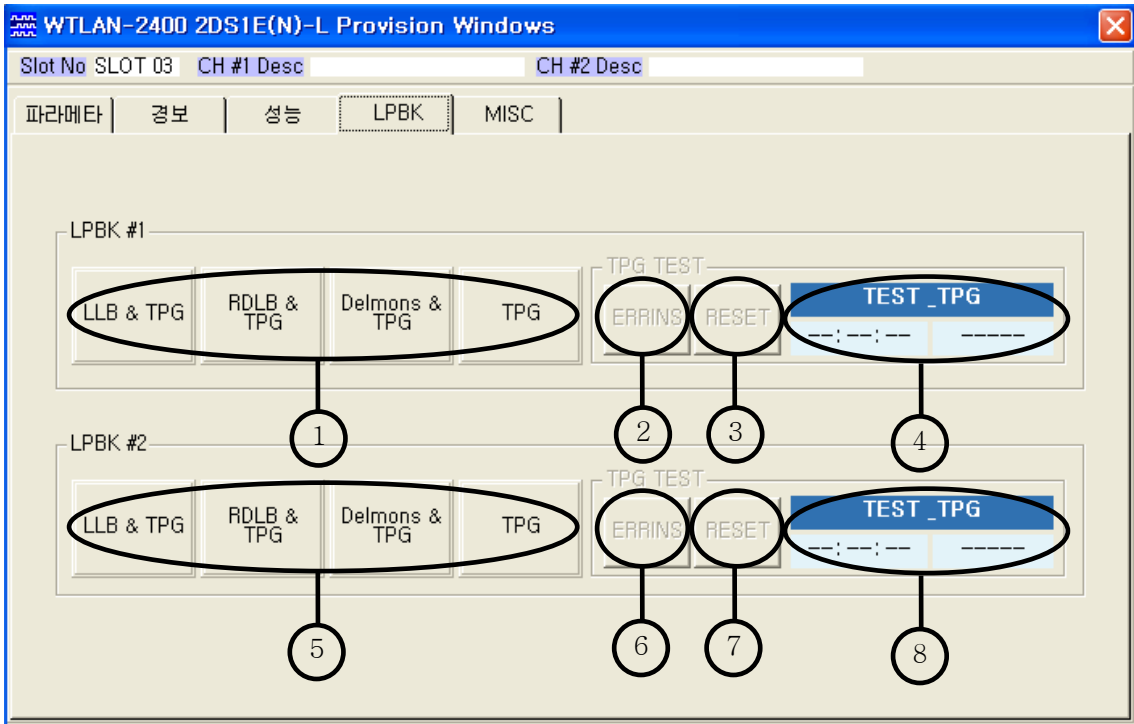 WTLAN-2400 2DS1E(N)-L Provision Windows
Slot No SLOT 03 CH #1 Desc CH #2 Desc
파라메타 경보 성능 LPBK MISC
LPBK #1
TPG TEST
LLB & TPG RDLB & TPG Delmons & TPG TPG ERRINS RESET TEST _TPG
--:--:-- -----
1 2 3 4
LPBK #2
TPG TEST
LLB & TPG RDLB & TPG Delmons & TPG TPG ERRINS RESET TEST _TPG
--:--:-- -----
5 6 7 8